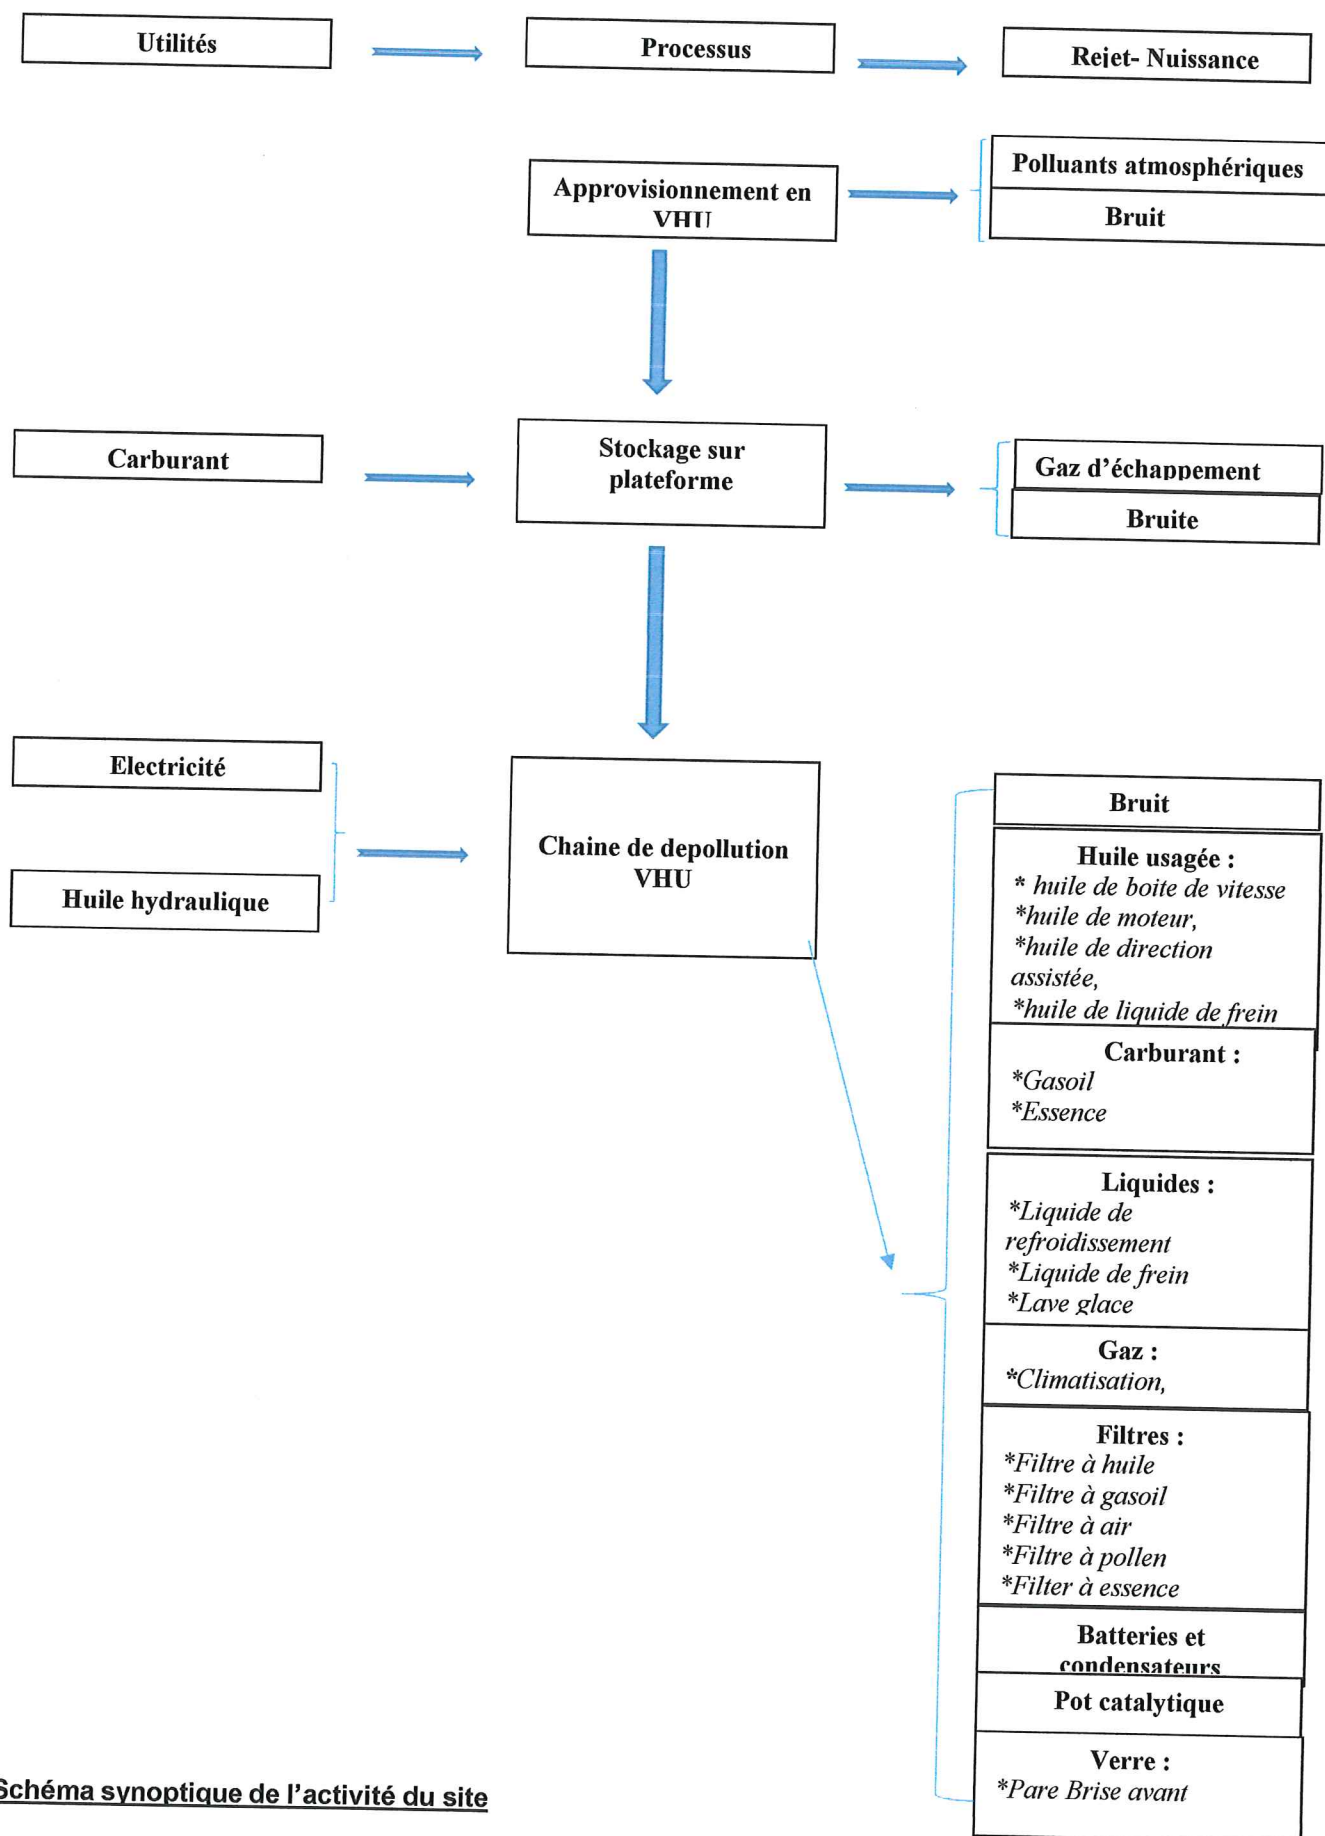 Utilités
Processus
Rejet- Nuissance
Approvisionnement en
VHU
Polluants atmosphériques
Bruit
Carburant
Stockage sur
plateforme
Gaz d'échappement
Bruite
Electricité
Huile hydraulique
Chaine de depollution
VHU
Bruit
Huile usagée :
* huile de boite de vitesse
*huile de moteur,
*huile de direction
assistée,
*huile de liquide de frein
Carburant :
*Gasoil
*Essence
Liquides :
*Liquide de
refroidissement
*Liquide de frein
*Lave glace
Gaz :
*Climatisation,
Filtres :
*Filtre à huile
*Filtre à gasoil
*Filtre à air
*Filtre à pollen
*Filter à essence
Batteries et
condensateurs
Pot catalytique
Verre :
*Pare Brise avant
Schéma synoptique de l'activité du site